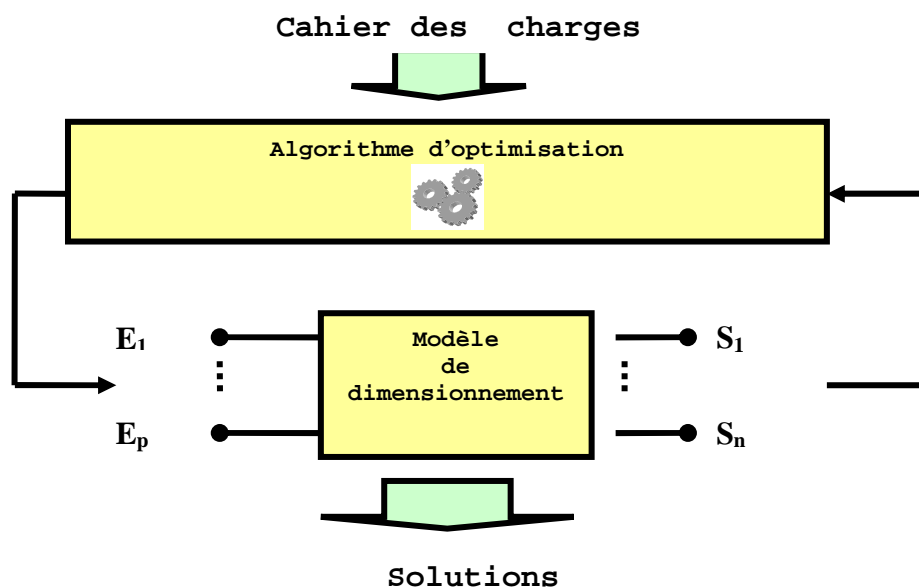 Cahier des charges
Algorithme d'optimisation
E₁
Modèle
S₁
de
dimensionnement
Eₚ
Sₙ
Solutions